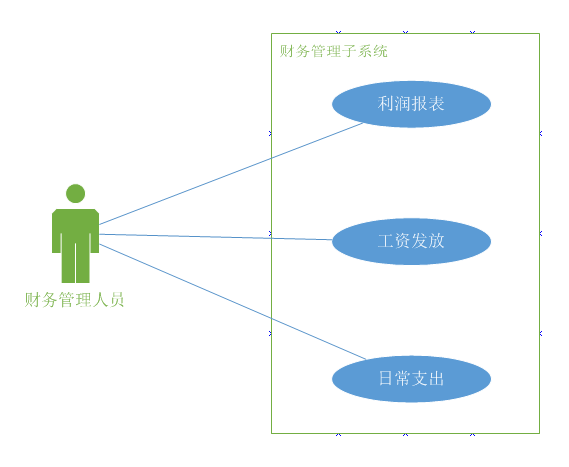 财务管理子系统
利润报表
工资发放
财务管理人员
日常支出